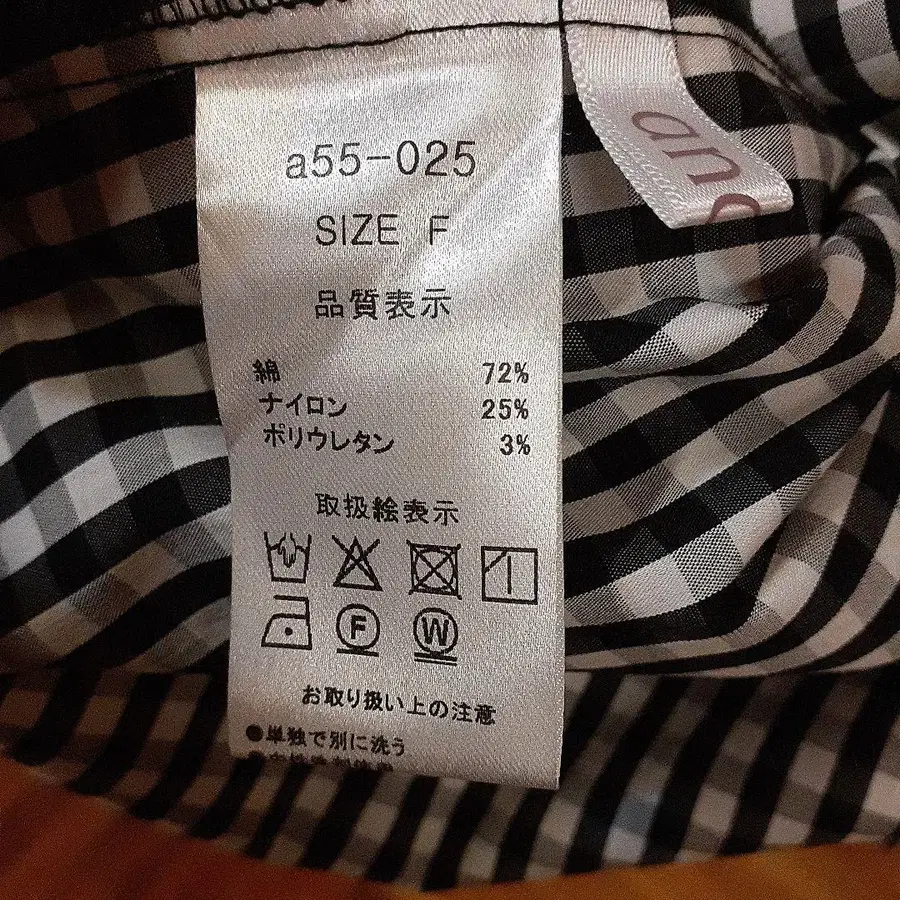 a55-025
SIZE F
品質表示
綿 72%
ナイロン 25%
ポリウレタン 3%
取扱絵表示
F W
お取り扱い上の注意
●単独で別に洗う
an